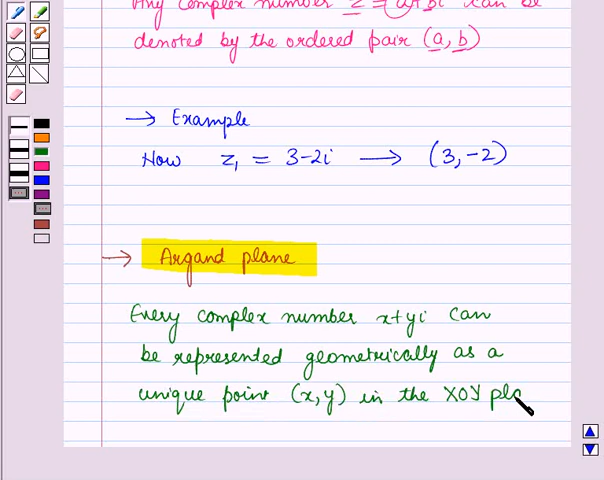 Any complex number z = a+bi can be
denoted by the ordered pair (a, b)
→ Example
Now z₁ = 3-2i → (3, -2)
→ Argand plane
Every complex number x+yi can
be represented geometrically as a
unique point (x, y) in the XOY pla